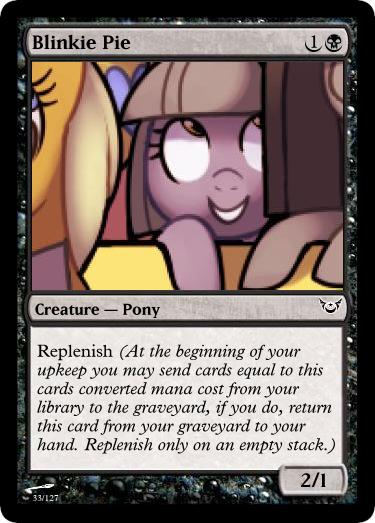 Blinkie Pie 1
Creature — Pony
Replenish (At the beginning of your
upkeep you may send cards equal to this
cards converted mana cost from your
library to the graveyard, if you do, return
this card from your graveyard to your
hand. Replenish only on an empty stack.)
2/1
33/127